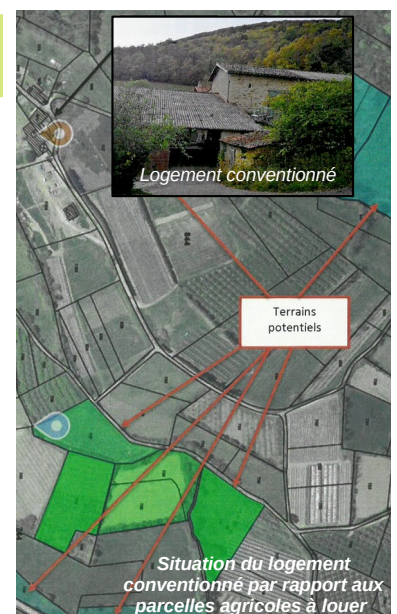 Logement conventionné
Terrains
potentiels
Situation du logement
conventionné par rapport aux
parcelles agricoles à louer